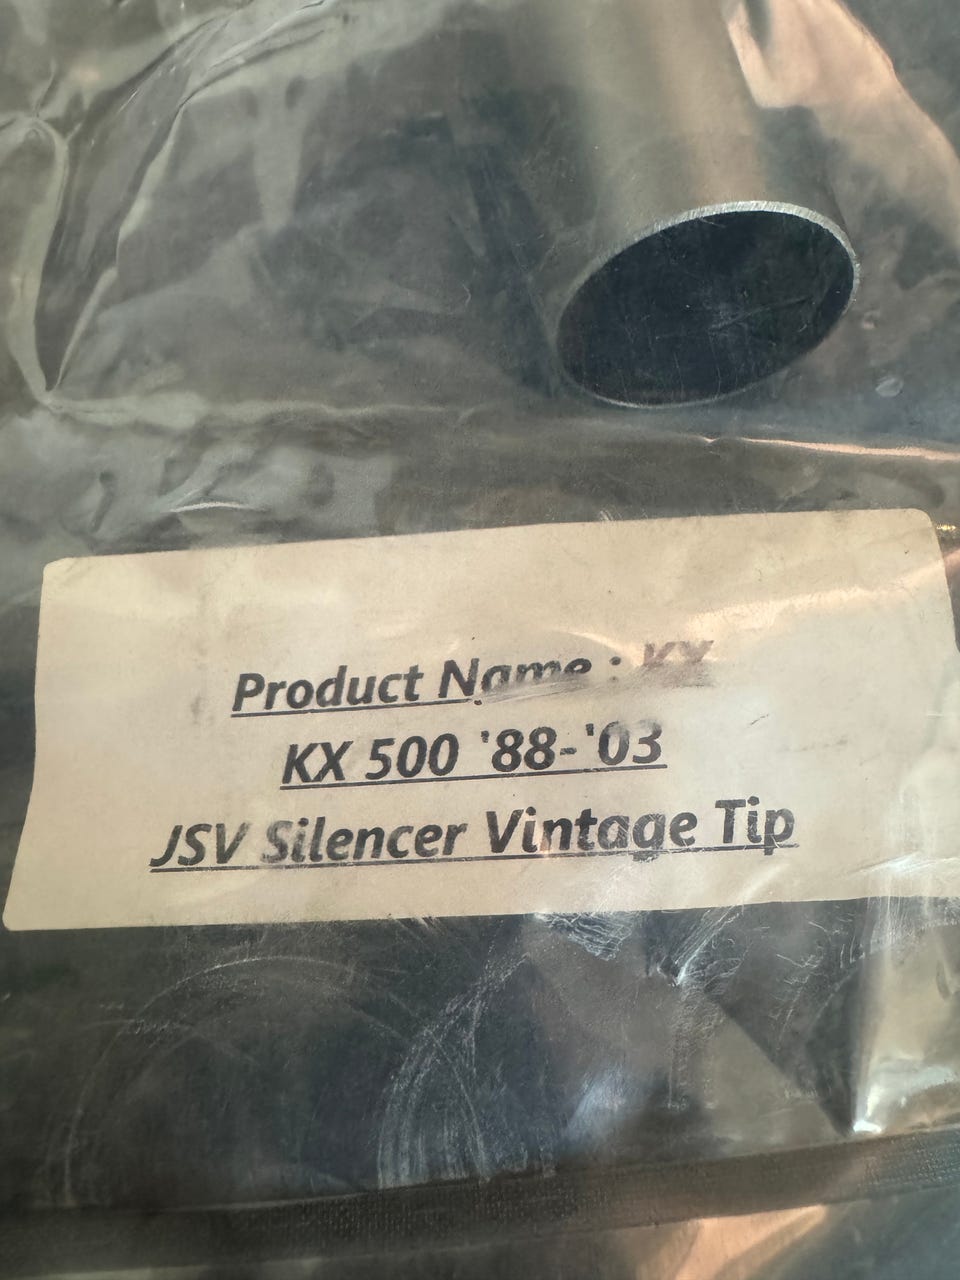 Product Name : KX
KX 500 '88-'03
JSV Silencer Vintage Tip